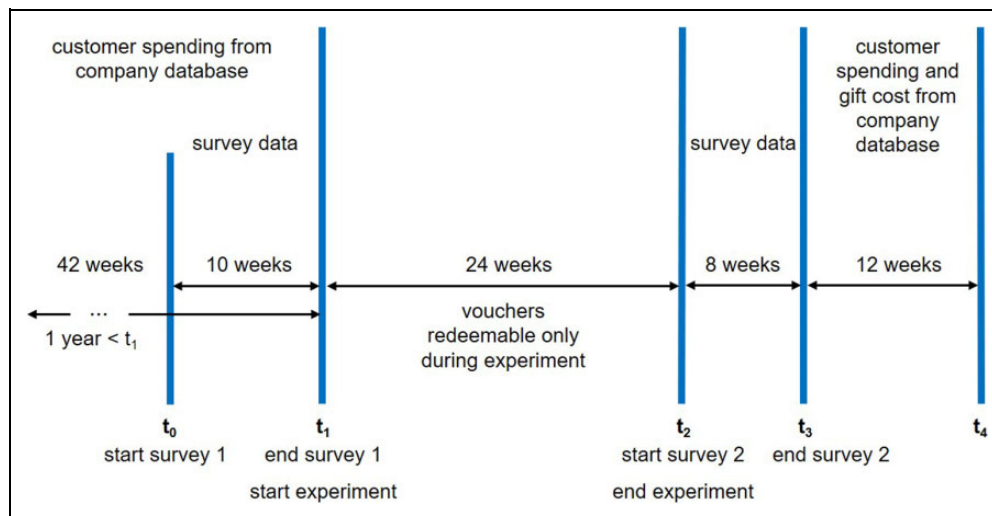 customer spending from
company database
survey data
survey data
customer
spending and
gift cost from
company
database
42 weeks
10 weeks
24 weeks
8 weeks
12 weeks
...
1 year < t₁
vouchers
redeemable only
during experiment
t₀
start survey 1
t₁
end survey 1
start experiment
t₂
start survey 2
end experiment
t₃
end survey 2
t₄